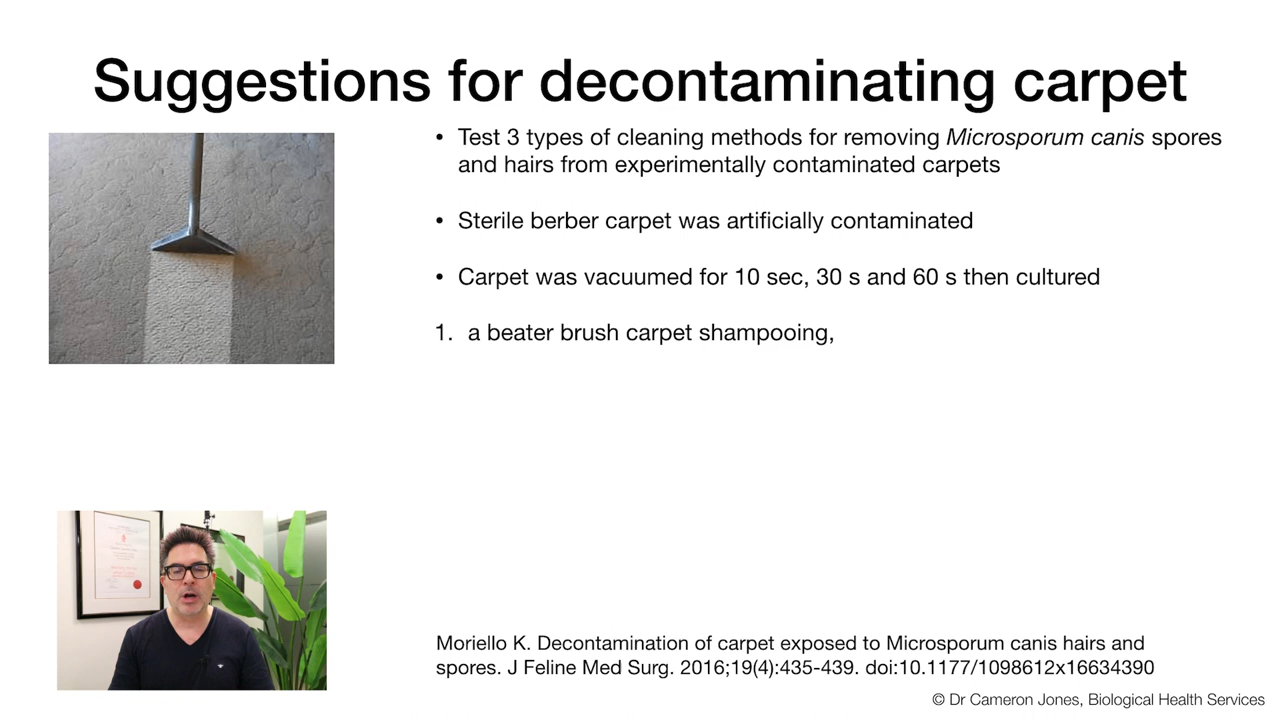 Suggestions for decontaminating carpet
• Test 3 types of cleaning methods for removing Microsporum canis spores
and hairs from experimentally contaminated carpets
• Sterile berber carpet was artificially contaminated
• Carpet was vacuumed for 10 sec, 30 s and 60 s then cultured
1. a beater brush carpet shampooing,
Moriello K. Decontamination of carpet exposed to Microsporum canis hairs and
spores. J Feline Med Surg. 2016;19(4):435-439. doi:10.1177/1098612x16634390
© Dr Cameron Jones, Biological Health Services